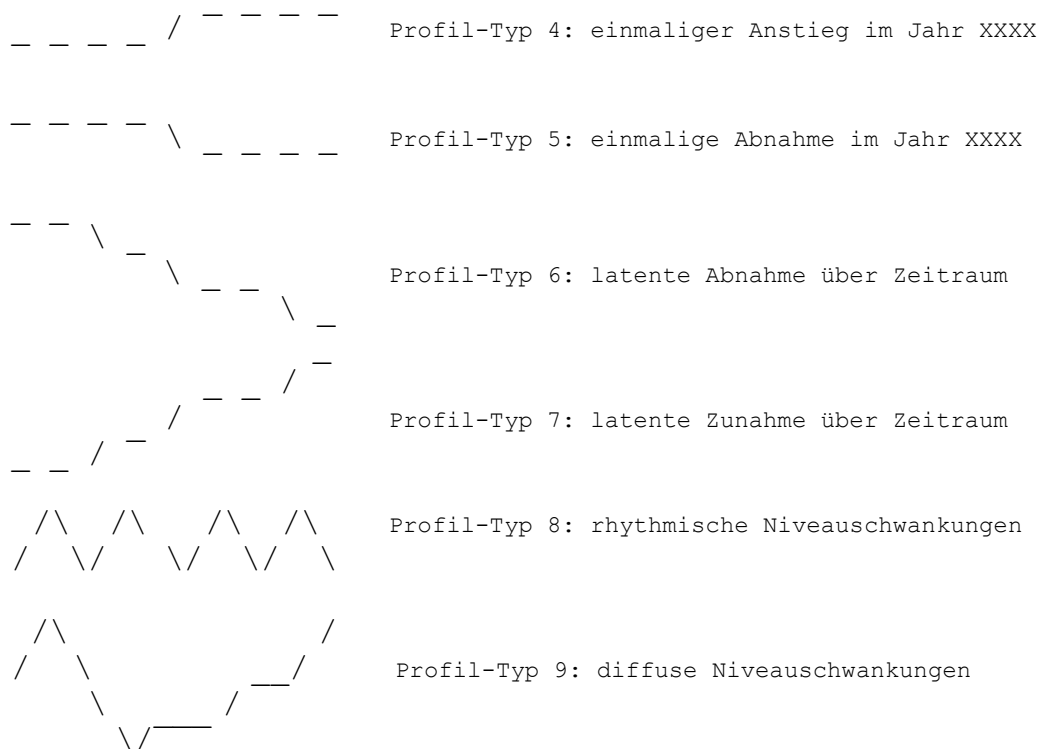 Profil-Typ 4: einmaliger Anstieg im Jahr XXXX
Profil-Typ 5: einmalige Abnahme im Jahr XXXX
Profil-Typ 6: latente Abnahme über Zeitraum
Profil-Typ 7: latente Zunahme über Zeitraum
Profil-Typ 8: rhythmische Niveauschwankungen
Profil-Typ 9: diffuse Niveauschwankungen